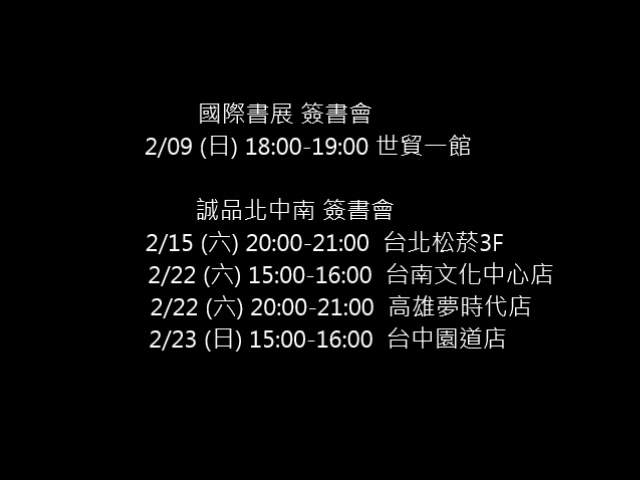 國際書展 簽書會
2/09 (日) 18:00-19:00 世貿一館
誠品北中南 簽書會
2/15 (六) 20:00-21:00 台北松菸3F
2/22 (六) 15:00-16:00 台南文化中心店
2/22 (六) 20:00-21:00 高雄夢時代店
2/23 (日) 15:00-16:00 台中園道店